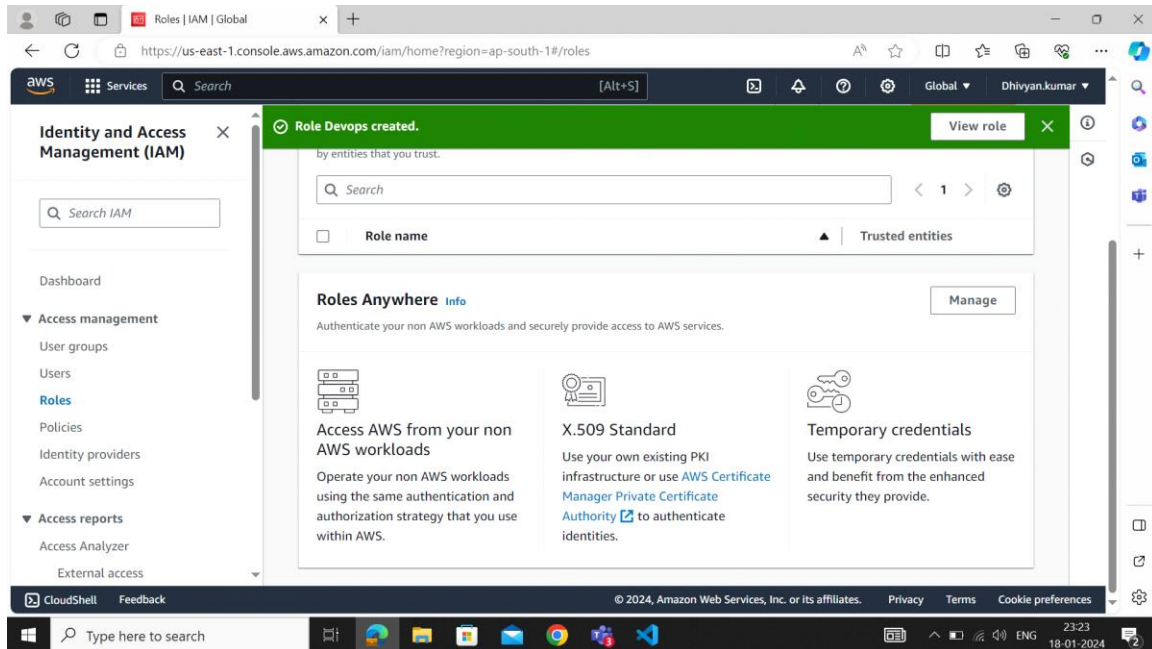 Roles | IAM | Global
https://us-east-1.console.aws.amazon.com/iam/home?region=ap-south-1#/roles
aws
Services
Search
[Alt+S]
Global
Dhivyan.kumar
Identity and Access
Management (IAM)
Search IAM
Dashboard
Access management
User groups
Users
Roles
Policies
Identity providers
Account settings
Access reports
Access Analyzer
External access
Role Devops created.
View role
by entities that you trust.
Search
1
Role name
Trusted entities
Roles Anywhere Info
Manage
Authenticate your non AWS workloads and securely provide access to AWS services.
Access AWS from your non
AWS workloads
Operate your non AWS workloads
using the same authentication and
authorization strategy that you use
within AWS.
X.509 Standard
Use your own existing PKI
infrastructure or use AWS Certificate
Manager Private Certificate
Authority to authenticate
identities.
Temporary credentials
Use temporary credentials with ease
and benefit from the enhanced
security they provide.
CloudShell Feedback
© 2024, Amazon Web Services, Inc. or its affiliates. Privacy Terms Cookie preferences
Type here to search
ENG
23:23
18-01-2024
2